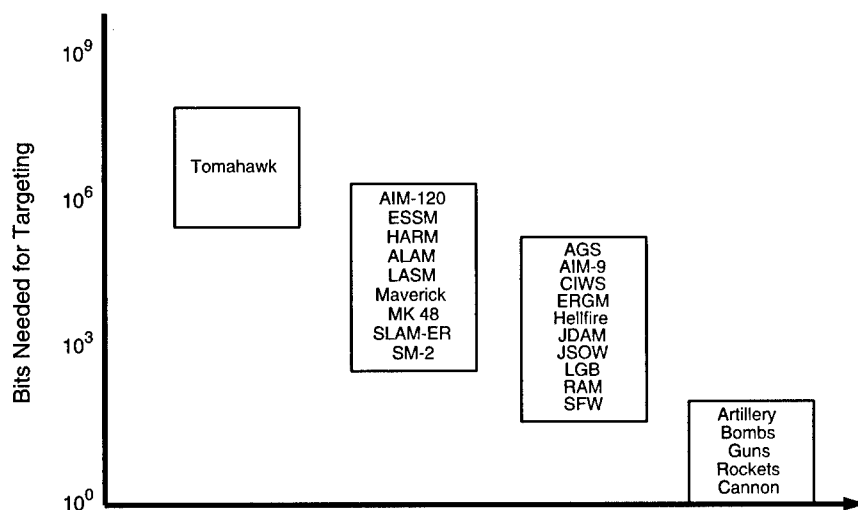 Bits Needed for Targeting
10⁹
10⁶
10³
10⁰
Tomahawk
AIM-120
ESSM
HARM
ALAM
LASM
Maverick
MK 48
SLAM-ER
SM-2
AGS
AIM-9
CIWS
ERGM
Hellfire
JDAM
JSOW
LGB
RAM
SFW
Artillery
Bombs
Guns
Rockets
Cannon